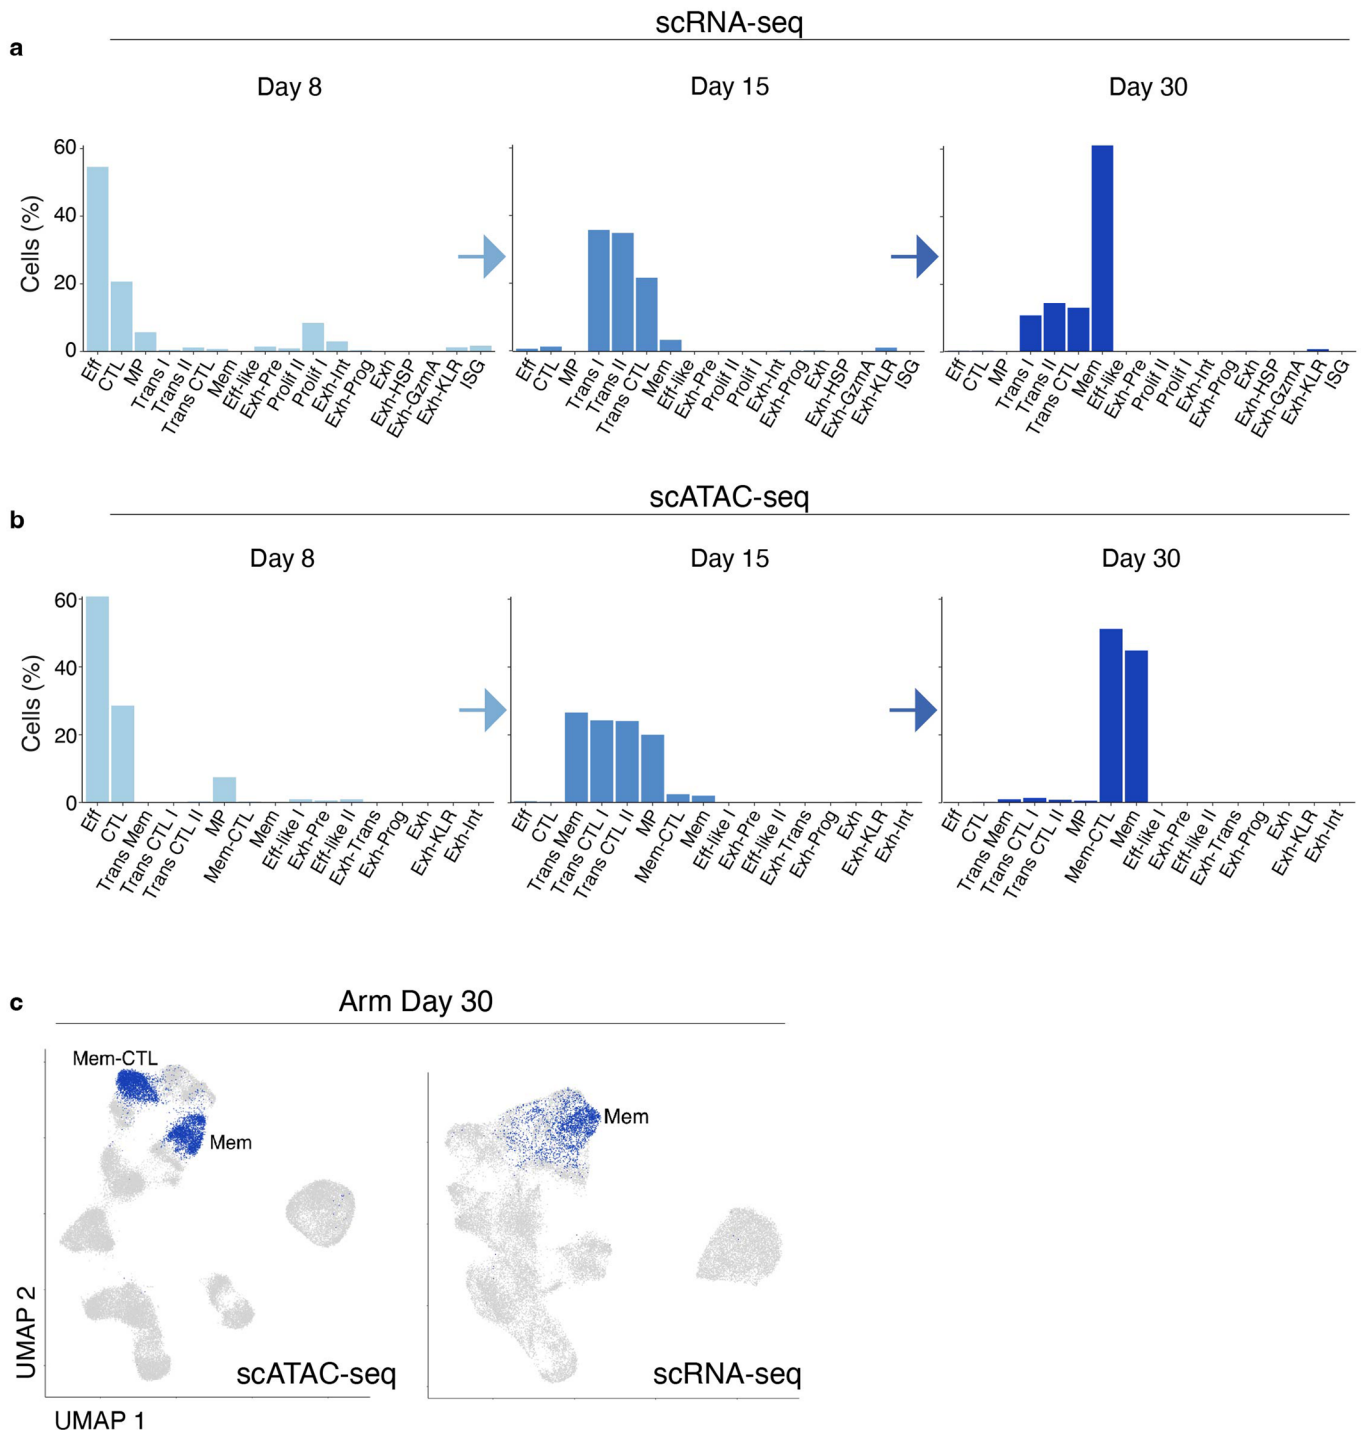 scRNA-seq
a
Day 8 Day 15 Day 30
60
40
20
0
Cells (%)
Eff CTL MP Trans I Trans II Trans CTL Mem Eff-like Exh-Pre Prolif II Prolif I Exh-Int Exh-Prog Exh Exh-HSP Exh-GzmA Exh-KLR ISG
Eff CTL MP Trans I Trans II Trans CTL Mem Eff-like Exh-Pre Prolif II Prolif I Exh-Int Exh-Prog Exh Exh-HSP Exh-GzmA Exh-KLR ISG
Eff CTL MP Trans I Trans II Trans CTL Mem Eff-like Exh-Pre Prolif II Prolif I Exh-Int Exh-Prog Exh Exh-HSP Exh-GzmA Exh-KLR ISG
scATAC-seq
b
Day 8 Day 15 Day 30
60
40
20
0
Cells (%)
Eff CTL Trans Mem Trans CTL I Trans CTL II MP Mem-CTL Mem Eff-like I Exh-Pre Eff-like II Exh-Trans Exh-Prog Exh Exh-KLR Exh-Int
Eff CTL Trans Mem Trans CTL I Trans CTL II MP Mem-CTL Mem Eff-like I Exh-Pre Eff-like II Exh-Trans Exh-Prog Exh Exh-KLR Exh-Int
Eff CTL Trans Mem Trans CTL I Trans CTL II MP Mem-CTL Mem Eff-like I Exh-Pre Eff-like II Exh-Trans Exh-Prog Exh Exh-KLR Exh-Int
c
Arm Day 30
Mem-CTL
Mem
Mem
UMAP 2
scATAC-seq
scRNA-seq
UMAP 1